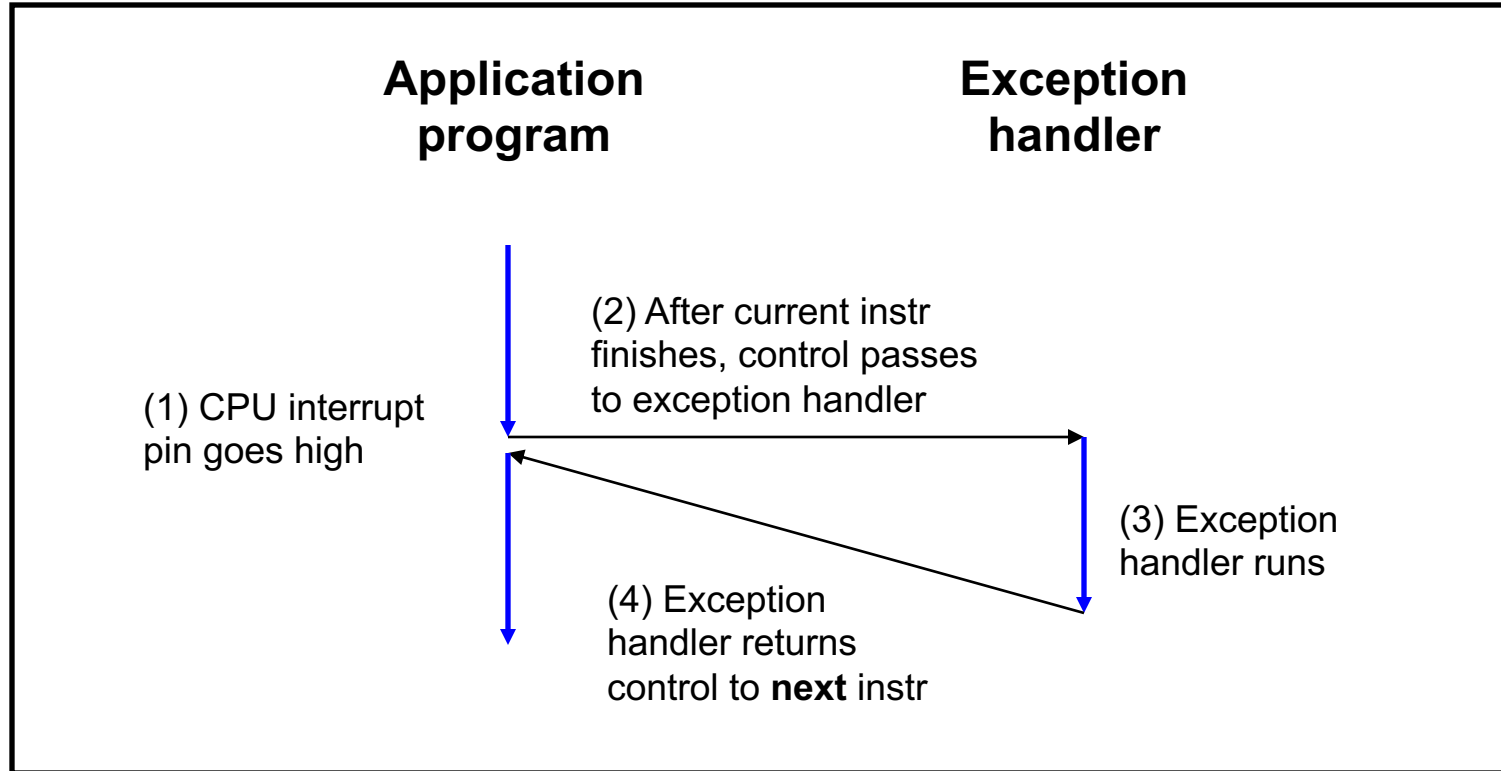 Application
program
Exception
handler
(2) After current instr
finishes, control passes
to exception handler
(1) CPU interrupt
pin goes high
(3) Exception
handler runs
(4) Exception
handler returns
control to next instr